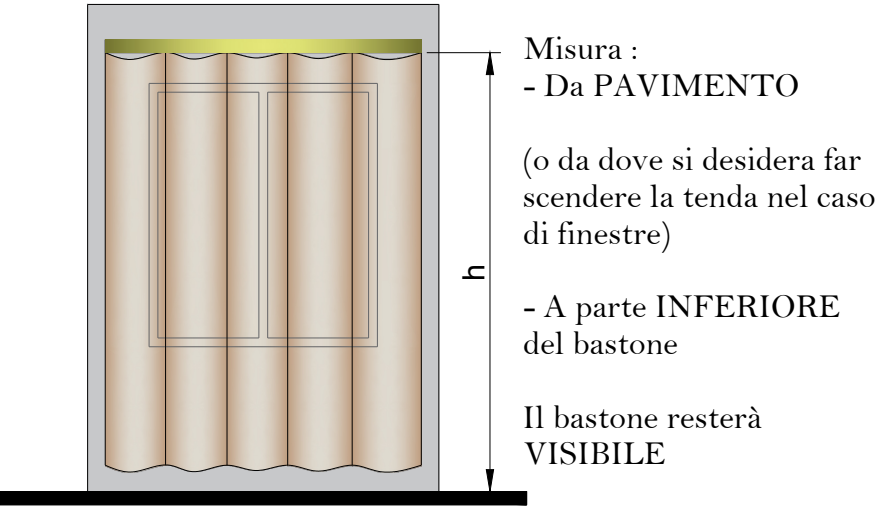 Misura :
- Da PAVIMENTO
(o da dove si desidera far
scendere la tenda nel caso
di finestre)
- A parte INFERIORE
del bastone
Il bastone resterà
VISIBILE
h